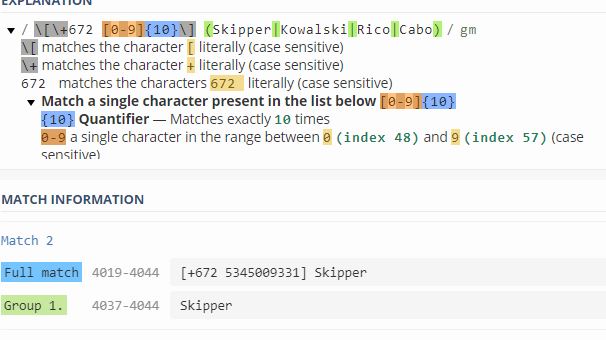 EXPLANATION
/ \[\+672 [0-9]{10}\] (Skipper|Kowalski|Rico|Cabo) / gm
\[ matches the character [ literally (case sensitive)
\+ matches the character + literally (case sensitive)
672 matches the characters 672 literally (case sensitive)
Match a single character present in the list below [0-9]{10}
{10} Quantifier — Matches exactly 10 times
0-9 a single character in the range between 0 (index 48) and 9 (index 57) (case
sensitive)
MATCH INFORMATION
Match 2
Full match 4019-4044 [+672 5345009331] Skipper
Group 1. 4037-4044 Skipper